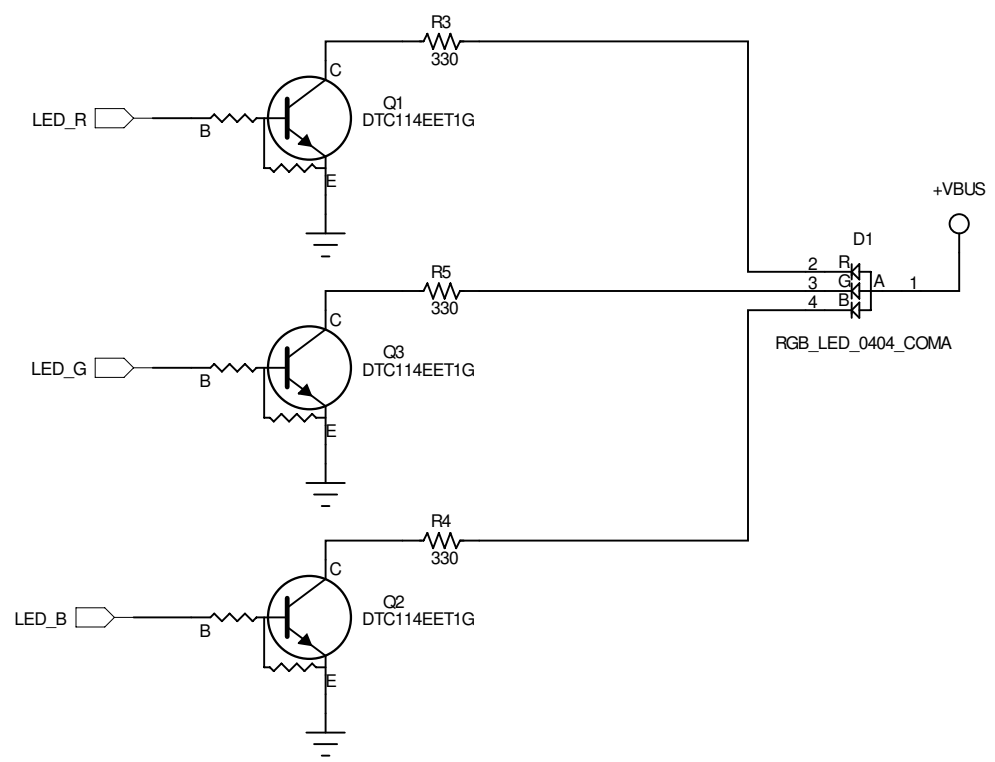 R3
330
C
Q1
DTC114EET1G
LED_R
B
E
+VBUS
D1
2 R
3 G A 1
4 B
RGB_LED_0404_COMA
R5
330
C
Q3
DTC114EET1G
LED_G
B
E
R4
330
C
Q2
DTC114EET1G
LED_B
B
E